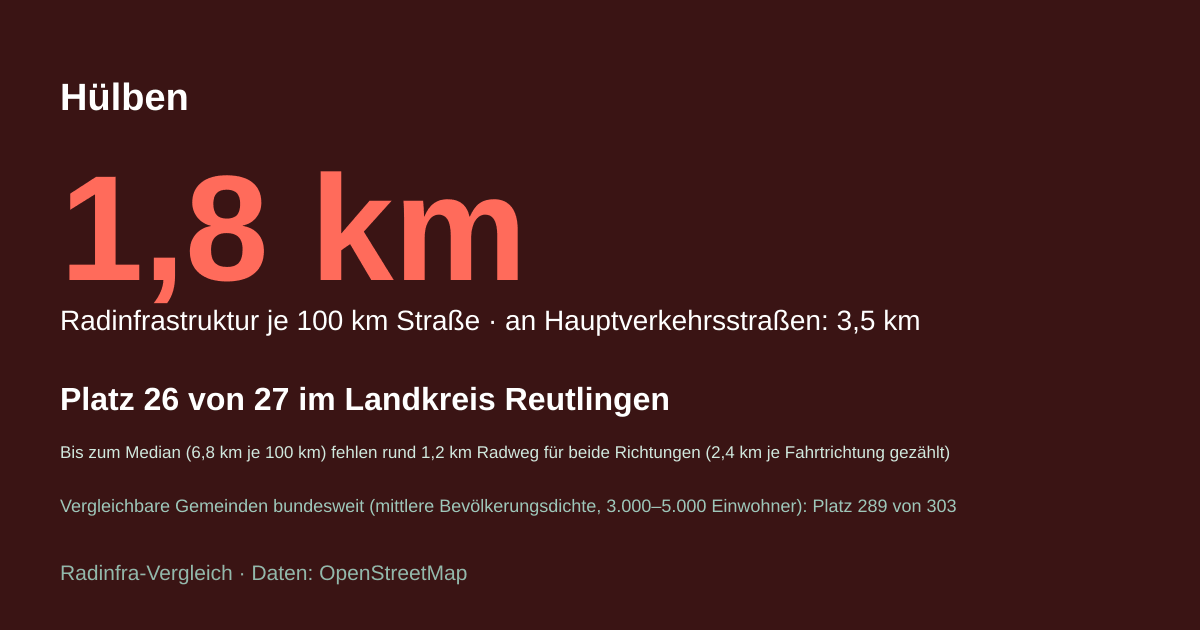 Hülben
1,8 km
Radinfrastruktur je 100 km Straße · an Hauptverkehrsstraßen: 3,5 km
Platz 26 von 27 im Landkreis Reutlingen
Bis zum Median (6,8 km je 100 km) fehlen rund 1,2 km Radweg für beide Richtungen (2,4 km je Fahrtrichtung gezählt)
Vergleichbare Gemeinden bundesweit (mittlere Bevölkerungsdichte, 3.000–5.000 Einwohner): Platz 289 von 303
Radinfra-Vergleich · Daten: OpenStreetMap